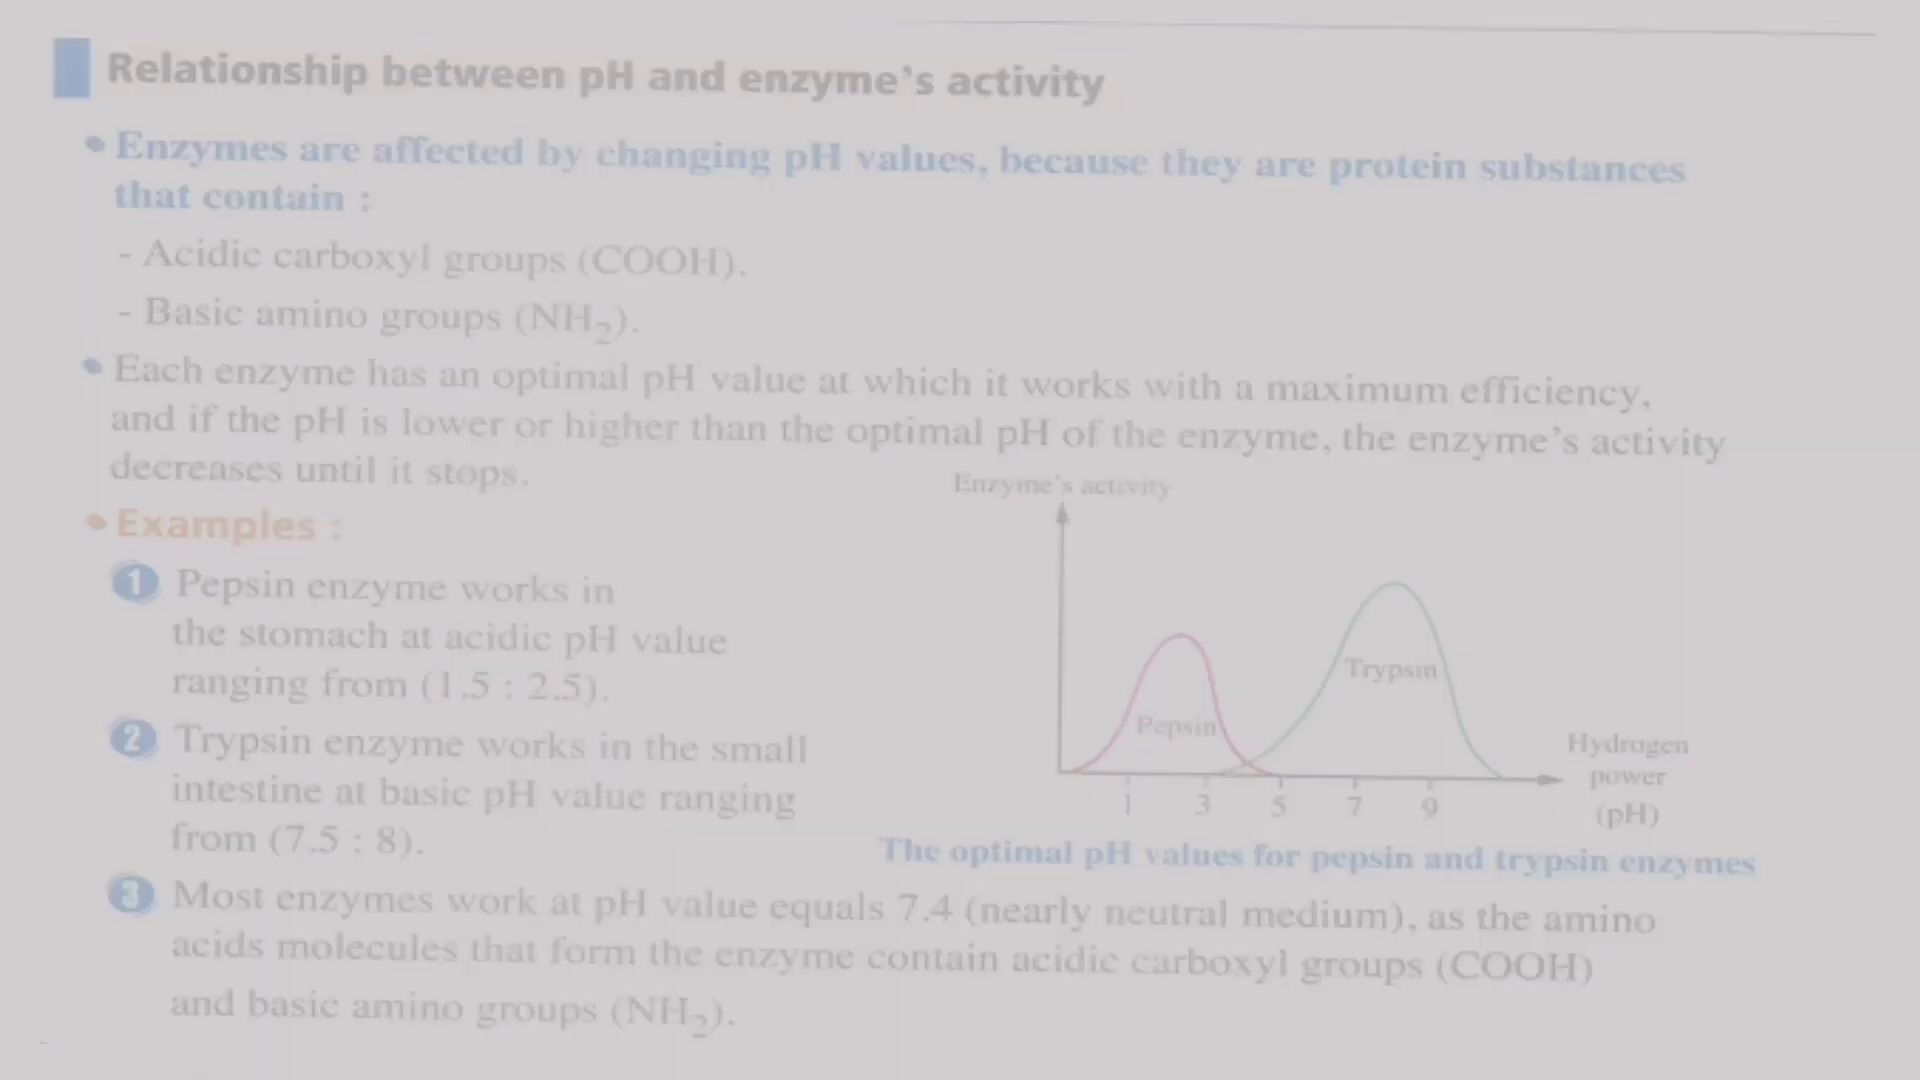 Relationship between pH and enzyme's activity
• Enzymes are affected by changing pH values, because they are protein substances
that contain :
- Acidic carboxyl groups (COOH).
- Basic amino groups (NH₂).
• Each enzyme has an optimal pH value at which it works with a maximum efficiency,
and if the pH is lower or higher than the optimal pH of the enzyme, the enzyme's activity
decreases until it stops.
• Examples :
1 Pepsin enzyme works in
the stomach at acidic pH value
ranging from (1.5 : 2.5).
2 Trypsin enzyme works in the small
intestine at basic pH value ranging
from (7.5 : 8).
Enzyme's activity
Pepsin
Trypsin
1 3 5 7 9
Hydrogen
power
(pH)
The optimal pH values for pepsin and trypsin enzymes
3 Most enzymes work at pH value equals 7.4 (nearly neutral medium), as the amino
acids molecules that form the enzyme contain acidic carboxyl groups (COOH)
and basic amino groups (NH₂).